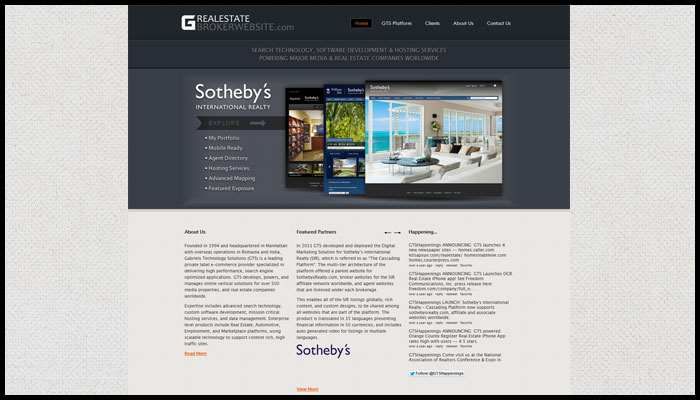 REALESTATE
BROKERWEBSITE.com
Home
GTS Platform
Clients
About Us
Contact Us
SEARCH TECHNOLOGY, SOFTWARE DEVELOPMENT & HOSTING SERVICES
POWERING MAJOR MEDIA & REAL ESTATE COMPANIES WORLDWIDE
Sotheby's
INTERNATIONAL REALTY
EXPLORE
• My Portfolio
• Mobile Ready
• Agent Directory
• Hosting Services
• Advanced Mapping
• Featured Exposure
Sotheby's
About Us
Founded in 1994 and headquartered in Manhattan
with overseas operations in Romania and India,
Gabriels Technology Solutions (GTS) is a leading
private label e-commerce provider specialized in
delivering high performance, search engine
optimized applications. GTS develops, powers, and
manages online vertical solutions for over 500
media properties, and real estate companies
worldwide.
Expertise includes advanced search technology,
custom software development, mission critical
hosting services, and data management. Enterprise
level products include Real Estate, Automotive,
Employment, and Marketplace platforms, using
scalable technology to support content rich, high
traffic sites.
Read More
Featured Partners
In 2011 GTS developed and deployed the Digital
Marketing Solution for Sotheby's International
Realty (SIR), which is referred to as "The Cascading
Platform". The multi-tier architecture of the
platform offered a parent website for
SothebysRealty.com, broker websites for the SIR
affiliate network worldwide, and agent websites
that are licensed under each brokerage.
This enables all of the SIR listings globally, rich
content, and custom designs, to be shared among
all websites that are part of the platform. The
product is translated in 15 languages presenting
financial information in 50 currencies, and includes
auto generated video for listings in multiple
languages.
Sotheby's
View More
Happening...
GTSHappenings ANNOUNCING: GTS launches 4
new newspaper sites — homes.caller.com
kitsapsun.com/realestate/ homesinabilene.com
homes.courierpress.com
over a year ago · reply · retweet · favorite
GTSHappenings ANNOUNCING: GTS Launches OCR
Real Estate iPhone app! See Freedom
Communications, Inc. press release here:
freedom.com/company/full_n...
over a year ago · reply · retweet · favorite
GTSHappenings LAUNCH: Sotheby's International
Realty - Cascading Platform now supports
sothebysrealty.com, affiliate and associate
websites worldwide.
over a year ago · reply · retweet · favorite
GTSHappenings ANNOUNCING: GTS powered
Orange County Register Real Estate iPhone App
rates high with users — 4.5 stars.
over a year ago · reply · retweet · favorite
GTSHappenings Come visit us at the National
Association of Realtors Conference & Expo in
Follow @GTSHappenings